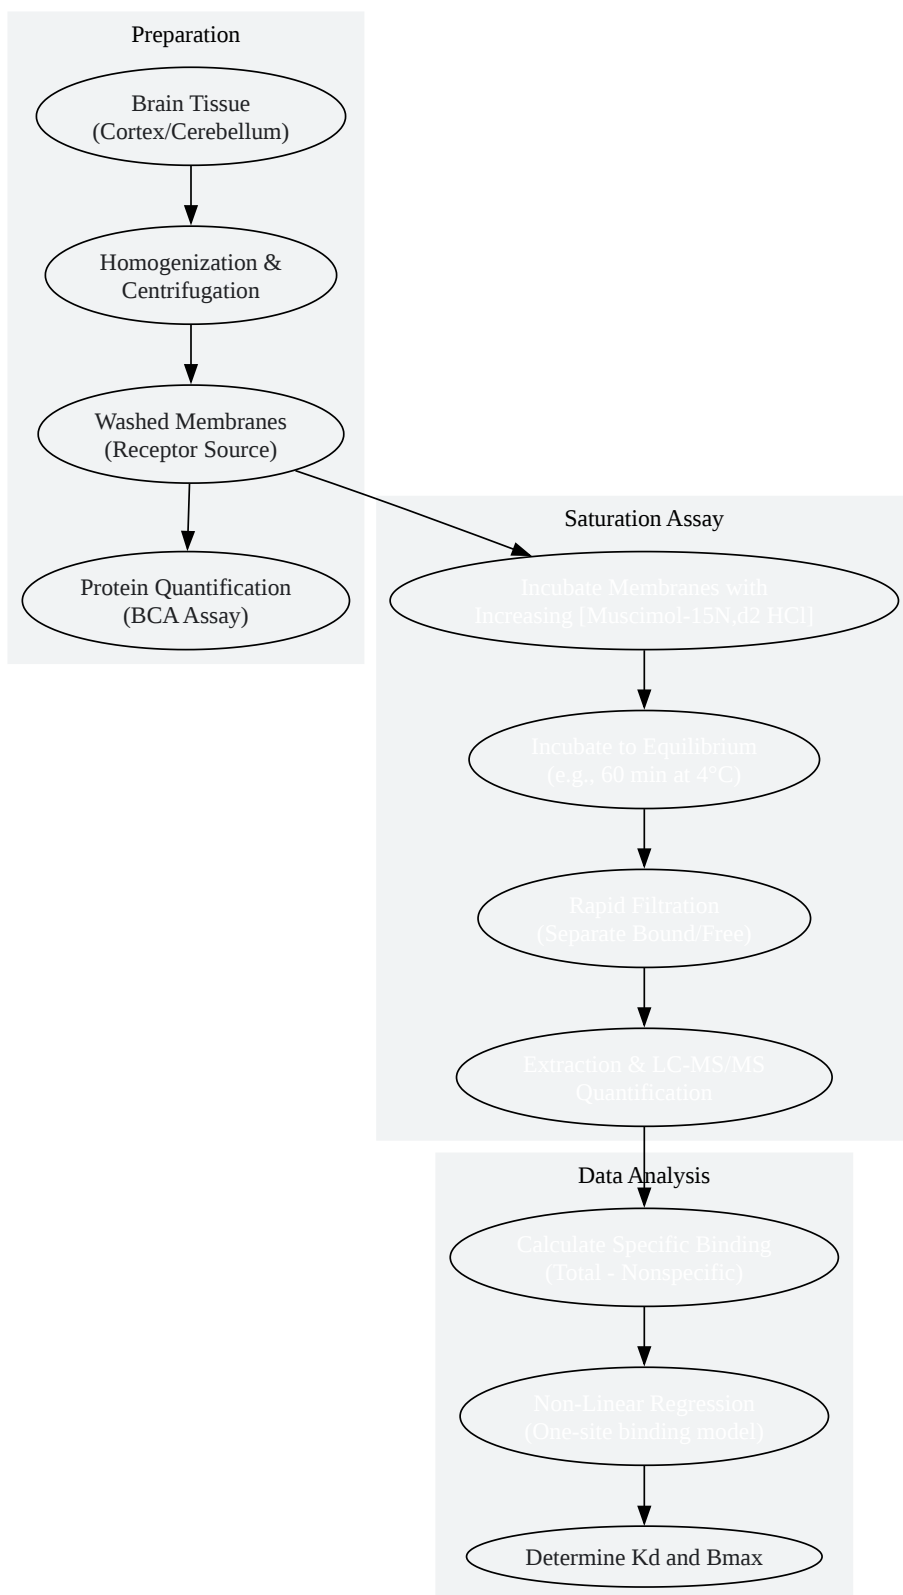 Preparation
Brain Tissue
(Cortex/Cerebellum)
Homogenization &
Centrifugation
Washed Membranes
(Receptor Source)
Protein Quantification
(BCA Assay)
Saturation Assay
Incubate Membranes with
Increasing [Muscimol-15N,d2 HCl]
Incubate to Equilibrium
(e.g., 60 min at 4°C)
Rapid Filtration
(Separate Bound/Free)
Extraction & LC-MS/MS
Quantification
Data Analysis
Calculate Specific Binding
(Total - Nonspecific)
Non-Linear Regression
(One-site binding model)
Determine Kd and Bmax